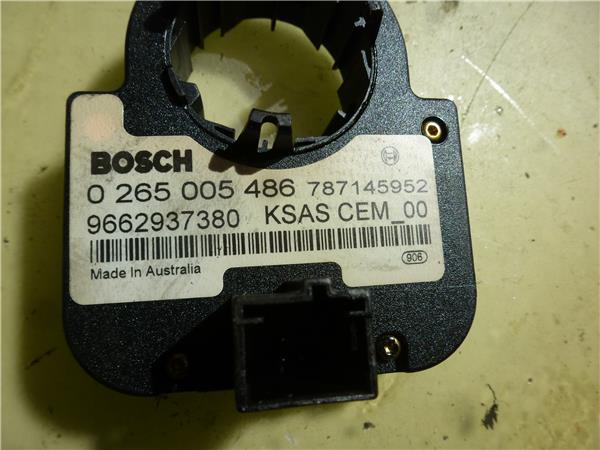 BOSCH
0 265 005 486 787145952
9662937380 KSAS CEM_00
Made In Australia
906